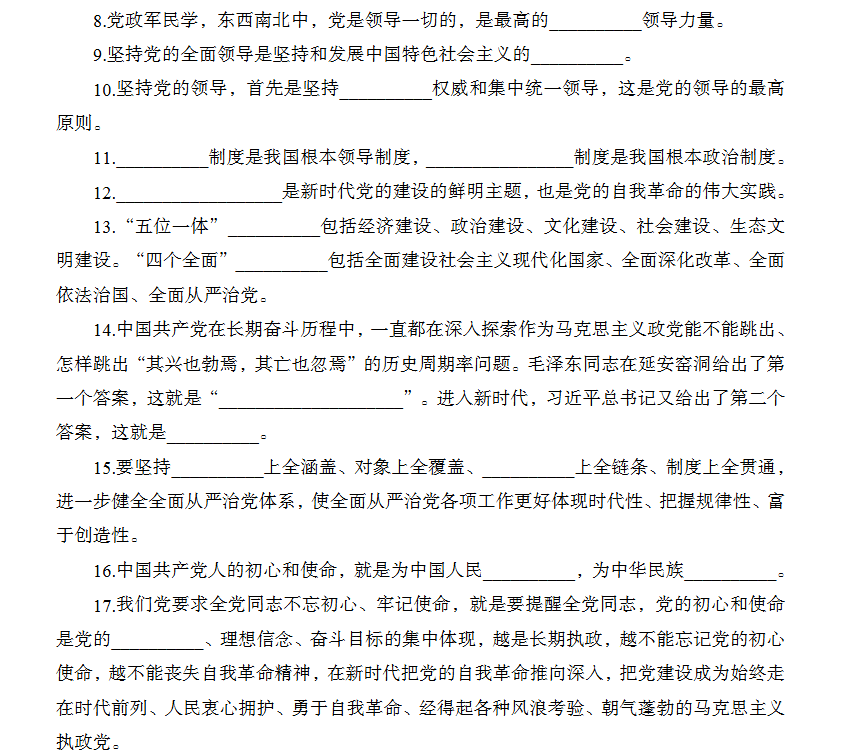 8.党政军民学，东西南北中，党是领导一切的，是最高的__________领导力量。
9.坚持党的全面领导是坚持和发展中国特色社会主义的__________。
10.坚持党的领导，首先是坚持__________权威和集中统一领导，这是党的领导的最高
原则。
11.__________制度是我国根本领导制度，________________制度是我国根本政治制度。
12.__________________是新时代党的建设的鲜明主题，也是党的自我革命的伟大实践。
13.“五位一体”__________包括经济建设、政治建设、文化建设、社会建设、生态文
明建设。“四个全面”__________包括全面建设社会主义现代化国家、全面深化改革、全面
依法治国、全面从严治党。
14.中国共产党在长期奋斗历程中，一直都在深入探索作为马克思主义政党能不能跳出、
怎样跳出“其兴也勃焉，其亡也忽焉”的历史周期率问题。毛泽东同志在延安窑洞给出了第
一个答案，这就是“____________________”。进入新时代，习近平总书记又给出了第二个
答案，这就是__________。
15.要坚持__________上全涵盖、对象上全覆盖、__________上全链条、制度上全贯通，
进一步健全全面从严治党体系，使全面从严治党各项工作更好体现时代性、把握规律性、富
于创造性。
16.中国共产党人的初心和使命，就是为中国人民__________，为中华民族__________。
17.我们党要求全党同志不忘初心、牢记使命，就是要提醒全党同志，党的初心和使命
是党的__________、理想信念、奋斗目标的集中体现，越是长期执政，越不能忘记党的初心
使命，越不能丧失自我革命精神，在新时代把党的自我革命推向深入，把党建设成为始终走
在时代前列、人民衷心拥护、勇于自我革命、经得起各种风浪考验、朝气蓬勃的马克思主义
执政党。